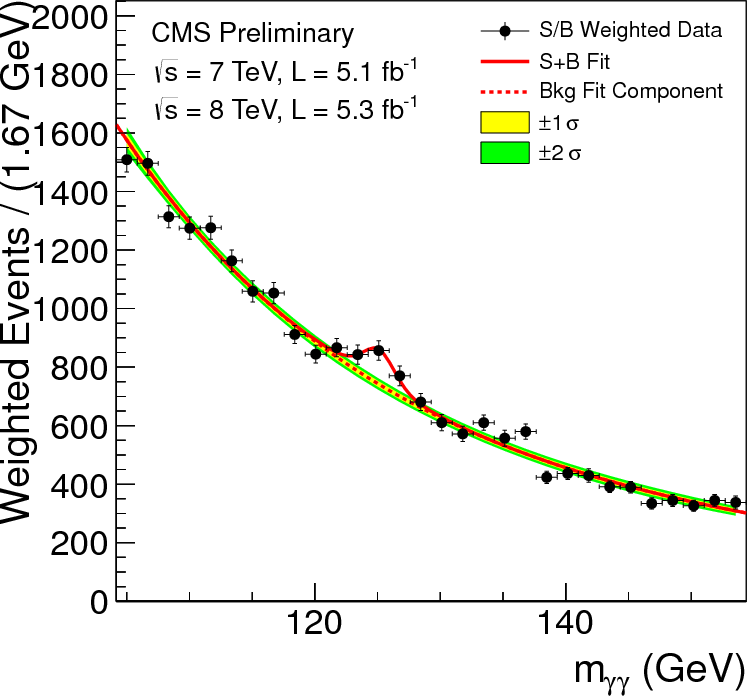 CMS Preliminary
√s = 7 TeV, L = 5.1 fb⁻¹
√s = 8 TeV, L = 5.3 fb⁻¹
S/B Weighted Data
S+B Fit
Bkg Fit Component
±1 σ
±2 σ
Weighted Events / (1.67 GeV)
2000
1800
1600
1400
1200
1000
800
600
400
200
0
120
140
mγγ (GeV)